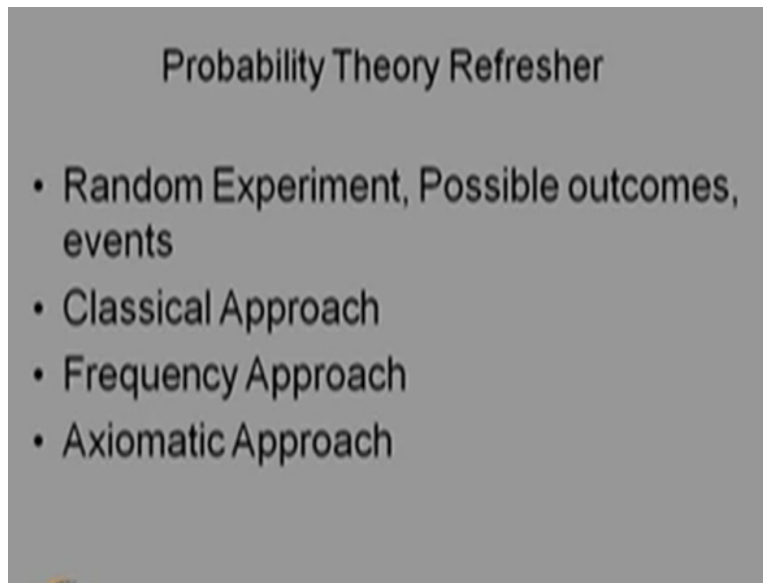 Probability Theory Refresher
• Random Experiment, Possible outcomes,
events
• Classical Approach
• Frequency Approach
• Axiomatic Approach